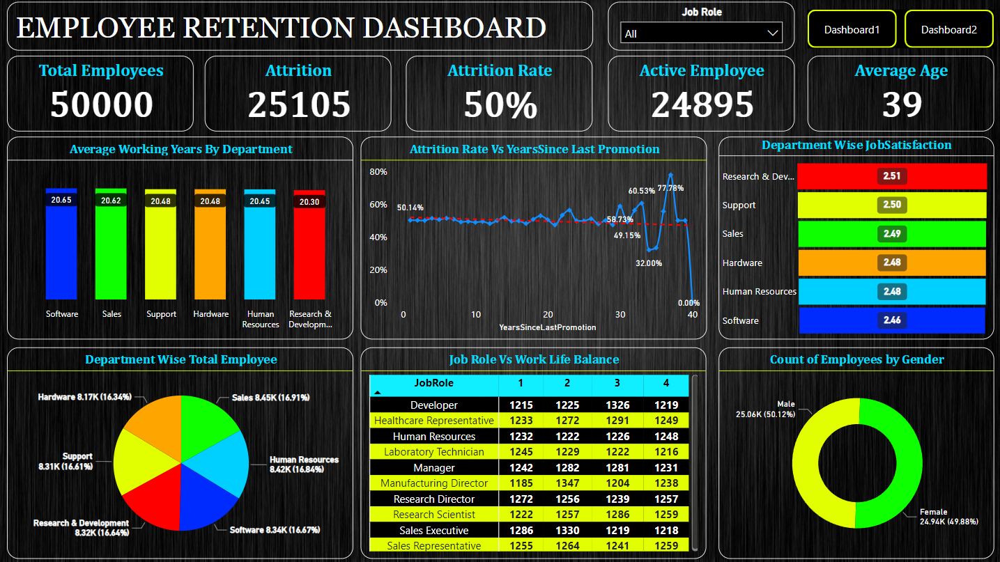 EMPLOYEE RETENTION DASHBOARD
Job Role
All
Dashboard1
Dashboard2
Total Employees
50000
Attrition
25105
Attrition Rate
50%
Active Employee
24895
Average Age
39
Average Working Years By Department
20.65
20.62
20.48
20.48
20.45
20.30
Software
Sales
Support
Hardware
Human
Resources
Research &
Developm...
Attrition Rate Vs YearsSince Last Promotion
80%
60%
40%
20%
0%
50.14%
58.73%
49.15%
60.53%
32.00%
77.78%
0.00%
0
10
20
30
40
YearsSinceLastPromotion
Department Wise JobSatisfaction
Research & Dev... 2.51
Support 2.50
Sales 2.49
Hardware 2.48
Human Resources 2.48
Software 2.46
Department Wise Total Employee
Hardware 8.17K (16.34%)
Sales 8.45K (16.91%)
Support
8.31K (16.61%)
Human Resources
8.42K (16.84%)
Research & Development
8.32K (16.64%)
Software 8.34K (16.67%)
Job Role Vs Work Life Balance
JobRole 1 2 3 4
Developer 1215 1225 1326 1219
Healthcare Representative 1233 1272 1291 1249
Human Resources 1232 1222 1226 1248
Laboratory Technician 1245 1229 1222 1216
Manager 1242 1282 1281 1231
Manufacturing Director 1185 1347 1204 1238
Research Director 1272 1256 1239 1257
Research Scientist 1222 1257 1286 1259
Sales Executive 1286 1330 1219 1218
Sales Representative 1255 1264 1241 1259
Count of Employees by Gender
Male
25.06K (50.12%)
Female
24.94K (49.88%)